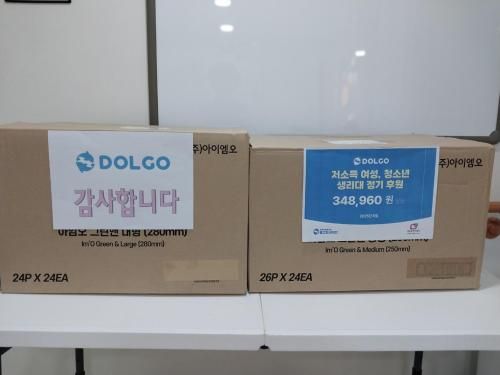 (주)아이엠오
DOLGO
감사합니다
아임오 그린앤 대형 (280mm)
Im'O Green & Large (280mm)
24P X 24EA
(주)아이엠오
DOLGO
저소득 여성, 청소년
생리대 정기 후원
348,960 원
Im'O Green & Medium (250mm)
26P X 24EA